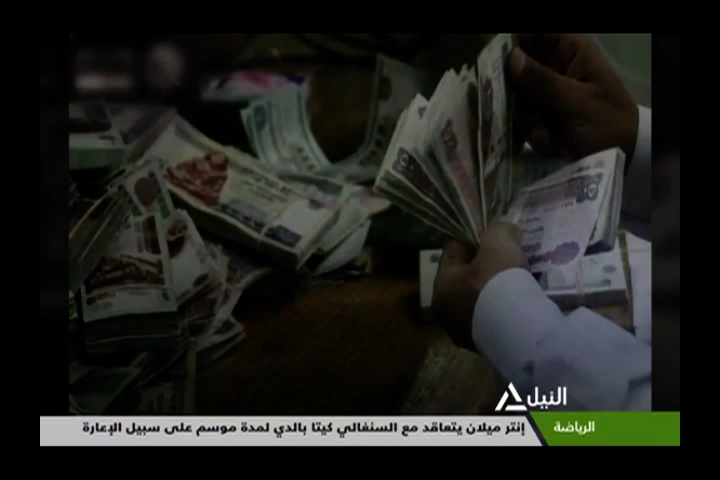 النيل
الرياضة
إنتر ميلان يتعاقد مع السنغالي كيتا بالدي لمدة موسم على سبيل الإعارة